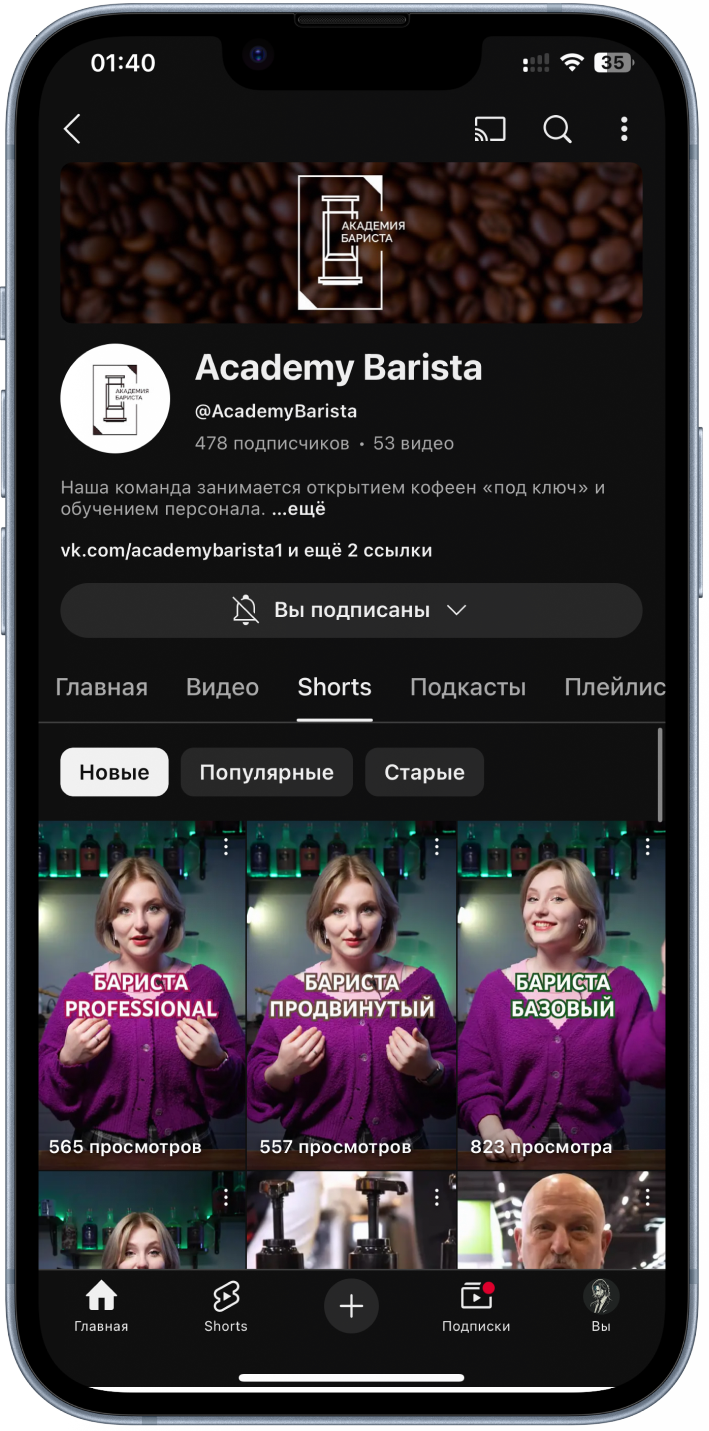 01:40
35
АКАДЕМИЯ
БАРИСТА
АКАДЕМИЯ
БАРИСТА
Academy Barista
@AcademyBarista
478 подписчиков • 53 видео
Наша команда занимается открытием кофеен «под ключ» и
обучением персонала. ...ещё
vk.com/academybarista1 и ещё 2 ссылки
Вы подписаны
Главная Видео Shorts Подкасты Плейлис
Новые Популярные Старые
БАРИСТА
PROFESSIONAL
565 просмотров
БАРИСТА
ПРОДВИНУТЫЙ
557 просмотров
БАРИСТА
БАЗОВЫЙ
823 просмотра
Главная Shorts Подписки Вы